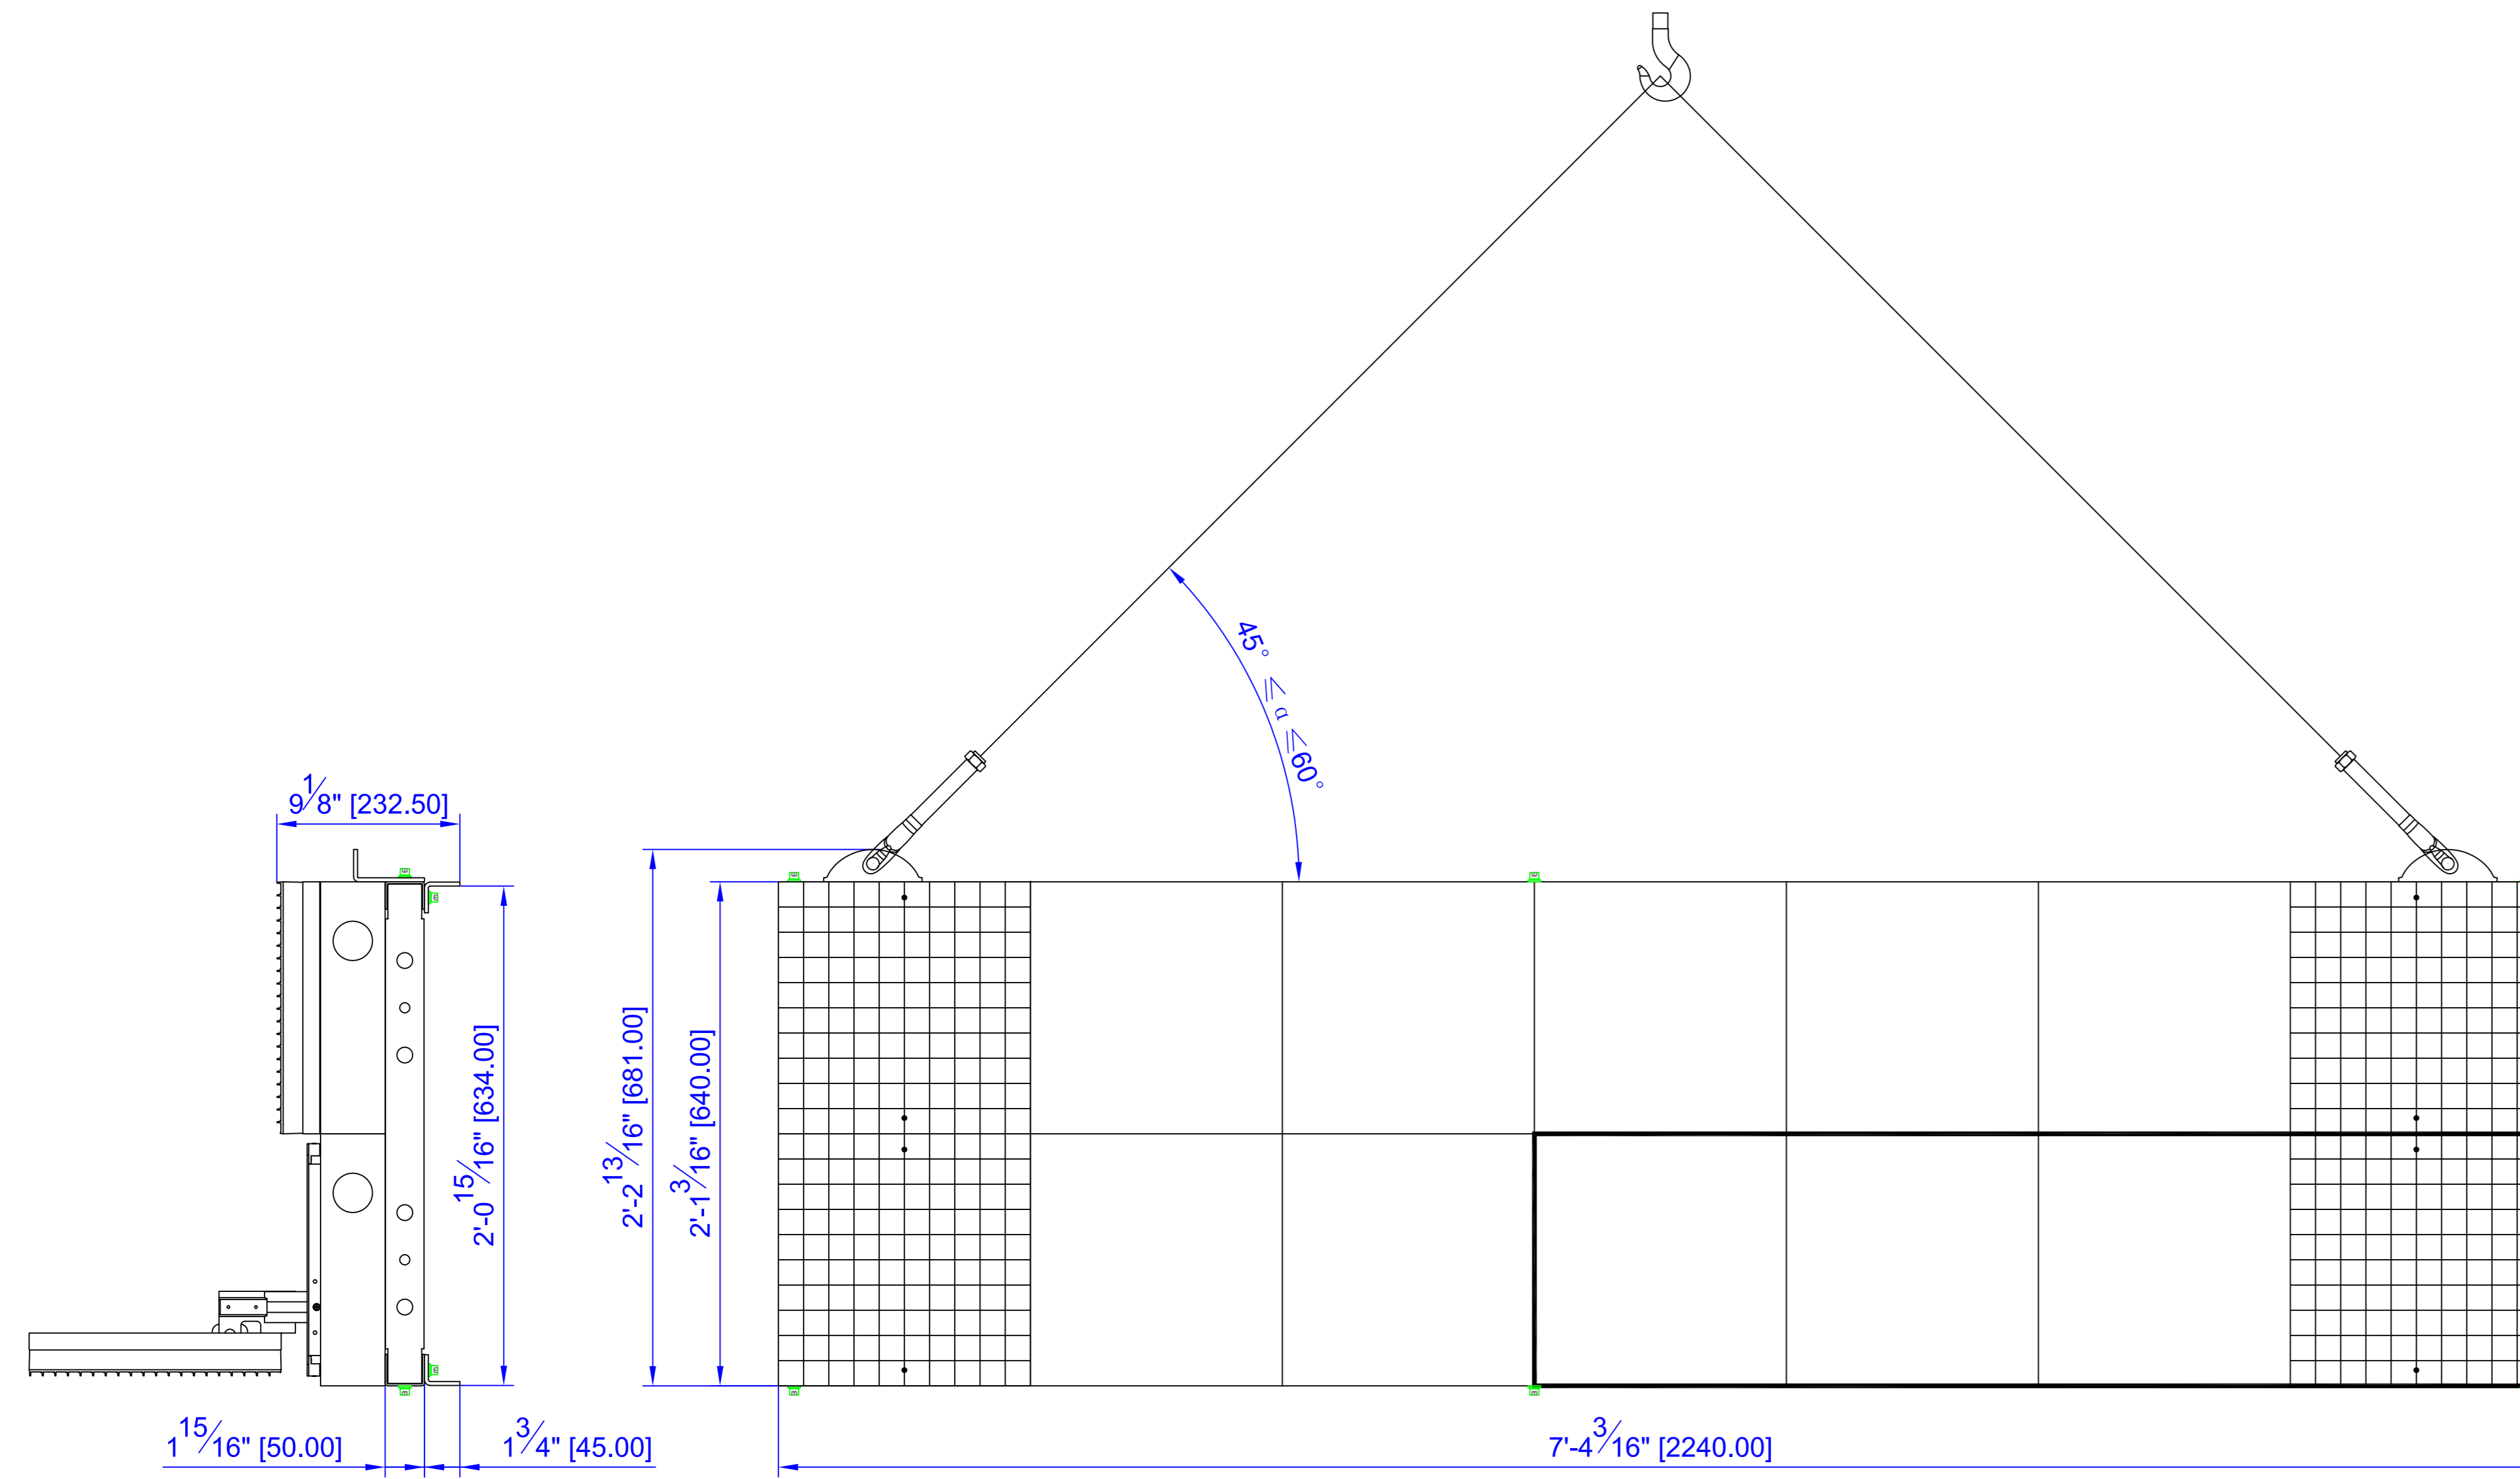 45° ≤ α ≤60°
9 1/8" [232.50]
2'-0 15/16" [634.00]
2'-2 13/16" [681.00]
2'-1 3/16" [640.00]
1 15/16" [50.00]
1 3/4" [45.00]
7'-4 3/16" [2240.00]